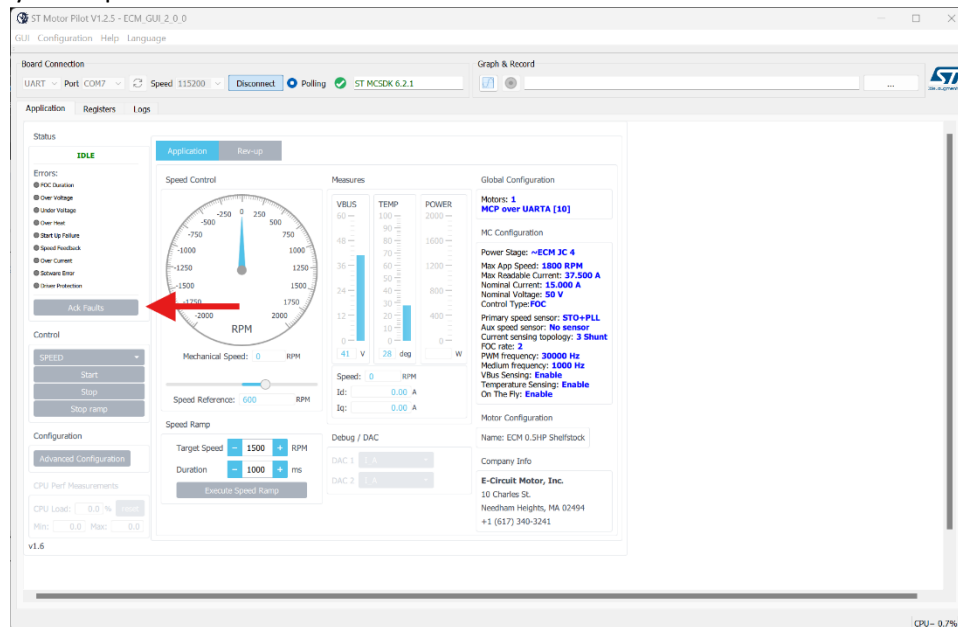 ST Motor Pilot V1.2.5 - ECM_GUI_2_0_0
GUI Configuration Help Language
Board Connection
UART Port COM7 Speed 115200 Disconnect Polling ST MCSDK 6.2.1
Graph & Record
...
ST
Application Registers Logs
Status
IDLE
Errors:
FOC Duration
Over Voltage
Under Voltage
Over Heat
Start Up Failure
Speed Feedback
Over Current
Sotware Error
Driver Protection
Ack Faults
Control
SPEED
Start
Stop
Stop ramp
Configuration
Advanced Configuration
CPU Perf Measurements
CPU Load: 0.0 %
Min: 0.0 Max: 0.0
v1.6
Application Rev-up
Speed Control
-250 0 250
-500 500
-750 750
-1000 1000
-1250 1250
-1500 1500
-1750 1750
-2000 2000
RPM
Mechanical Speed: 0 RPM
Speed Reference: 600 RPM
Speed Ramp
Target Speed - 1500 + RPM
Duration - 1000 + ms
Execute Speed Ramp
Measures
VBUS TEMP POWER
60 48 36 24 12 0
100 90 80 70 60 50 40 30 20 10 0
2000 1600 1200 800 400 0
41 V 28 deg W
Speed: 0 RPM
Id: 0.00 A
Iq: 0.00 A
Debug / DAC
DAC 1
DAC 2
Global Configuration
Motors: 1
MCP over UARTA [10]
MC Configuration
Power Stage: ~ECM JC 4
Max App Speed: 1800 RPM
Max Readable Current: 37.500 A
Nominal Current: 15.000 A
Nominal Voltage: 50 V
Control Type:FOC
Primary speed sensor: STO+PLL
Aux speed sensor: No sensor
Current sensing topology: 3 Shunt
FOC rate: 2
PWM frequency: 30000 Hz
Medium frequency: 1000 Hz
VBus Sensing: Enable
Temperature Sensing: Enable
On The Fly: Enable
Motor Configuration
Name: ECM 0.5HP Shelfstock
Company Info
E-Circuit Motor, Inc.
10 Charles St.
Needham Heights, MA 02494
+1 (617) 340-3241
CPU~ 0.7%